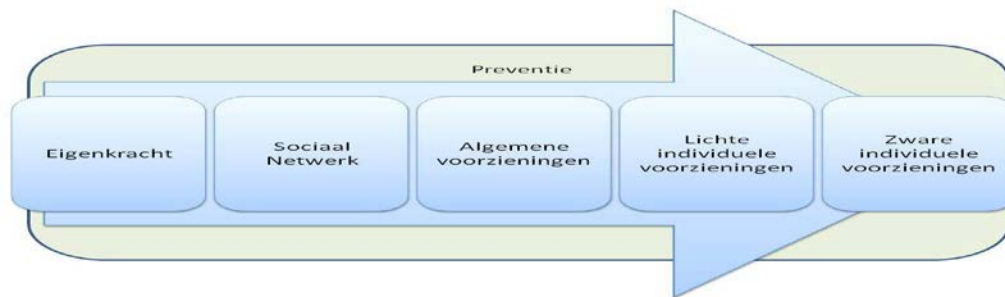 Preventie
Eigenkracht
Sociaal
Netwerk
Algemene
voorzieningen
Lichte
individuele
voorzieningen
Zware
individuele
voorzieningen